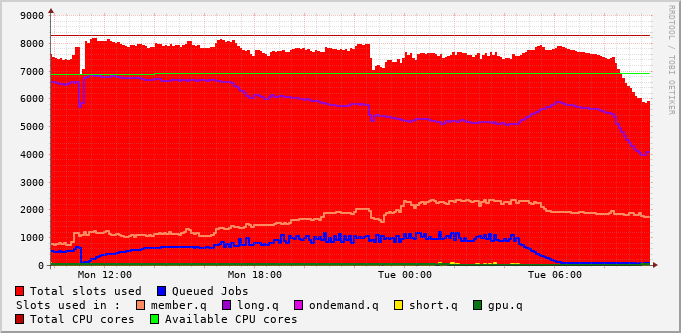 9000
8000
7000
6000
5000
4000
3000
2000
1000
0
Mon 12:00 Mon 18:00 Tue 00:00 Tue 06:00
RRDTOOL / TOBI OETIKER
Total slots used Queued Jobs
Slots used in : member.q long.q ondemand.q short.q gpu.q
Total CPU cores Available CPU cores